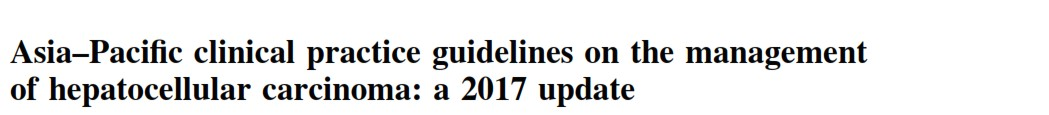 Asia–Pacific clinical practice guidelines on the management
of hepatocellular carcinoma: a 2017 update